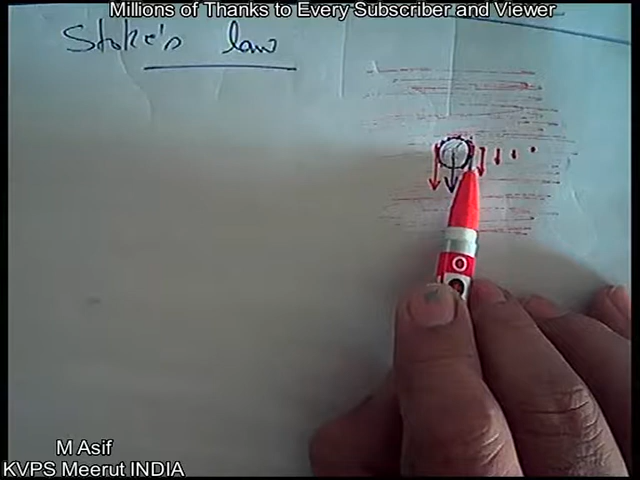 Millions of Thanks to Every Subscriber and Viewer
Stoke's law
M Asif
KVPS Meerut INDIA